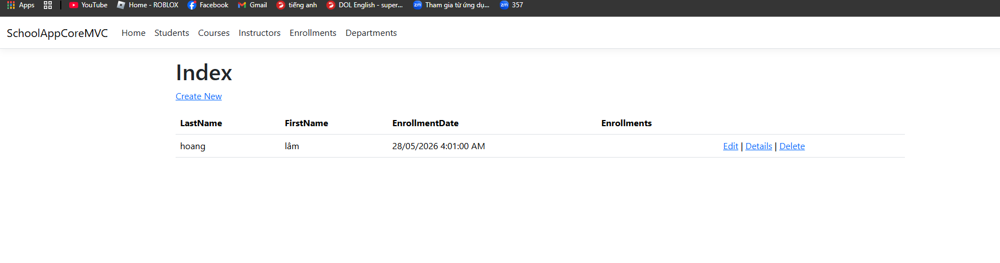 Apps YouTube Home - ROBLOX Facebook Gmail tiếng anh DOL English - super... Tham gia từ ứng dụ... 357
SchoolAppCoreMVC Home Students Courses Instructors Enrollments Departments
Index
Create New
LastName FirstName EnrollmentDate Enrollments
hoang lâm 28/05/2026 4:01:00 AM Edit | Details | Delete